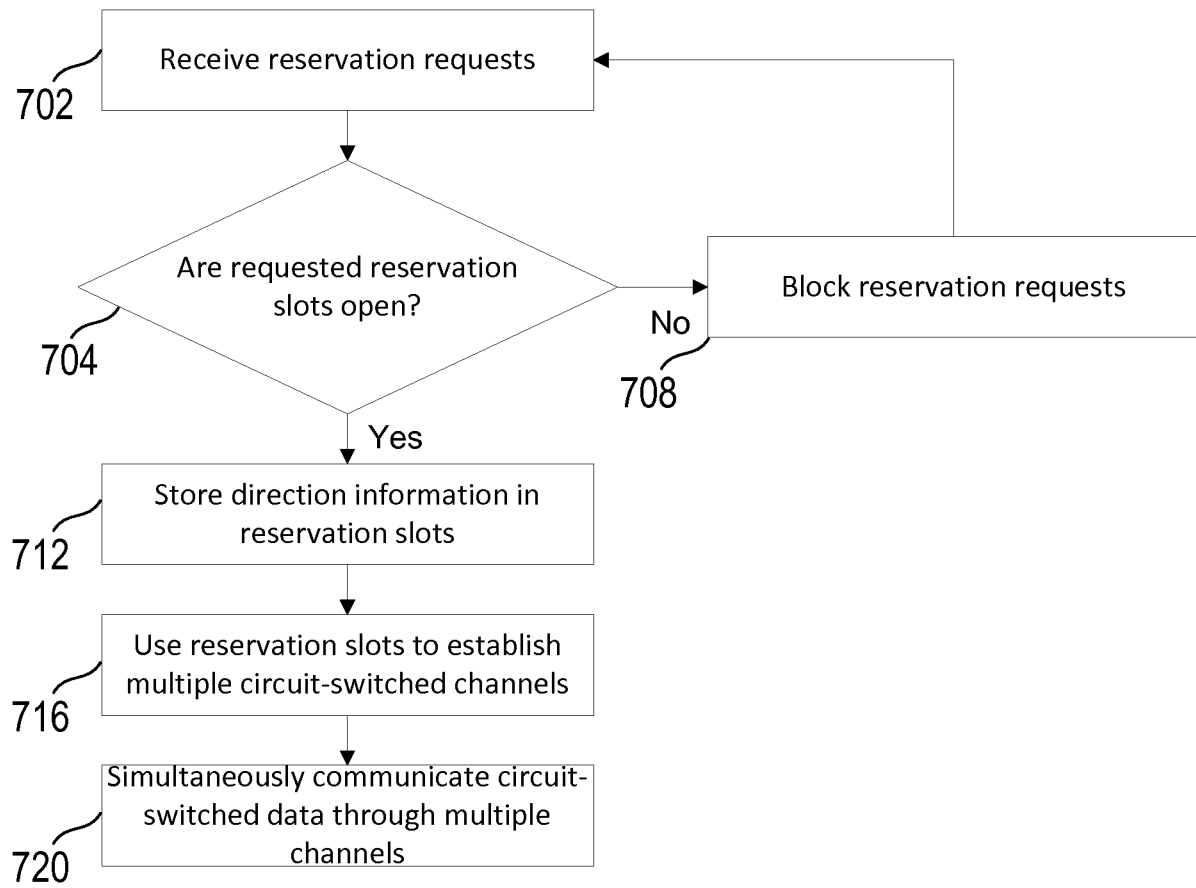 Receive reservation requests
702
Are requested reservation
slots open?
704
No
Block reservation requests
708
Yes
Store direction information in
reservation slots
712
Use reservation slots to establish
multiple circuit-switched channels
716
Simultaneously communicate circuit-
switched data through multiple
channels
720